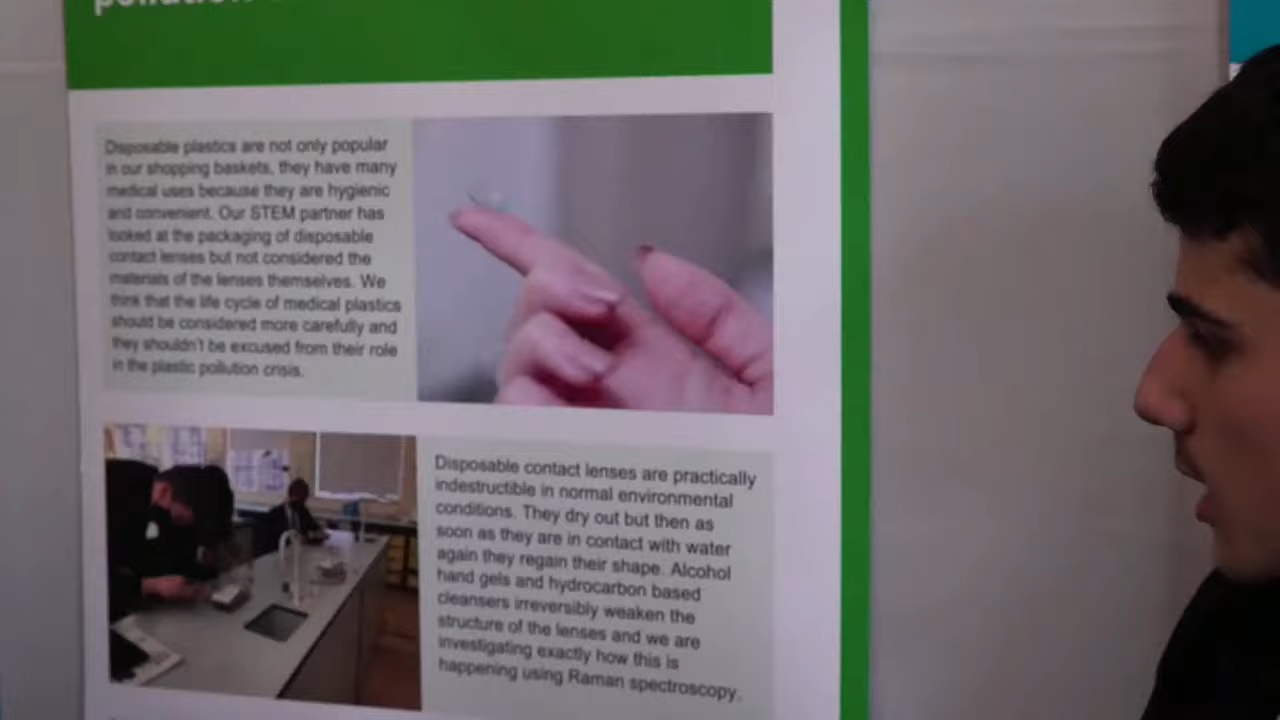 pollution
Disposable plastics are not only popular
in our shopping baskets, they have many
medical uses because they are hygienic
and convenient. Our STEM partner has
looked at the packaging of disposable
contact lenses but not considered the
materials of the lenses themselves. We
think that the life cycle of medical plastics
should be considered more carefully and
they shouldn't be excused from their role
in the plastic pollution crisis.
Disposable contact lenses are practically
indestructible in normal environmental
conditions. They dry out but then as
soon as they are in contact with water
again they regain their shape. Alcohol
hand gels and hydrocarbon based
cleansers irreversibly weaken the
structure of the lenses and we are
investigating exactly how this is
happening using Raman spectroscopy.